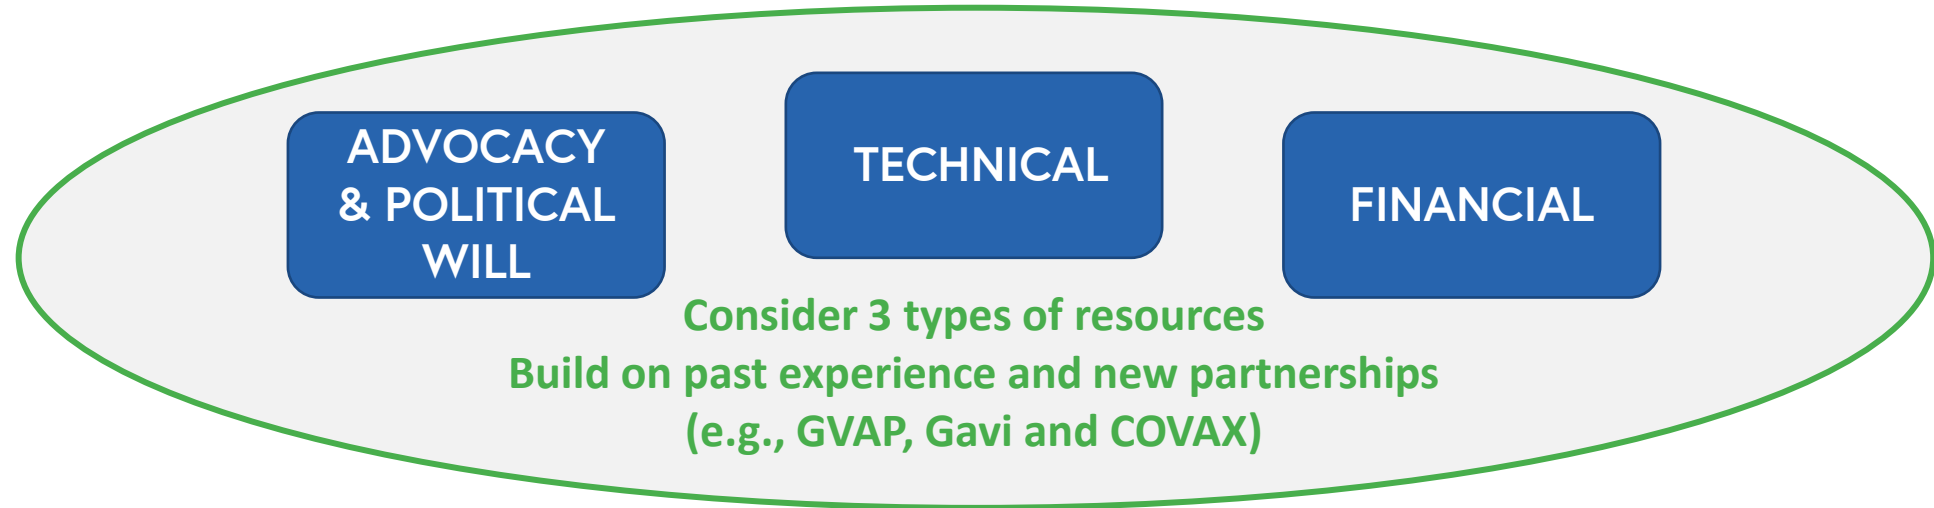 ADVOCACY
& POLITICAL
WILL
TECHNICAL
FINANCIAL
Consider 3 types of resources
Build on past experience and new partnerships
(e.g., GVAP, Gavi and COVAX)